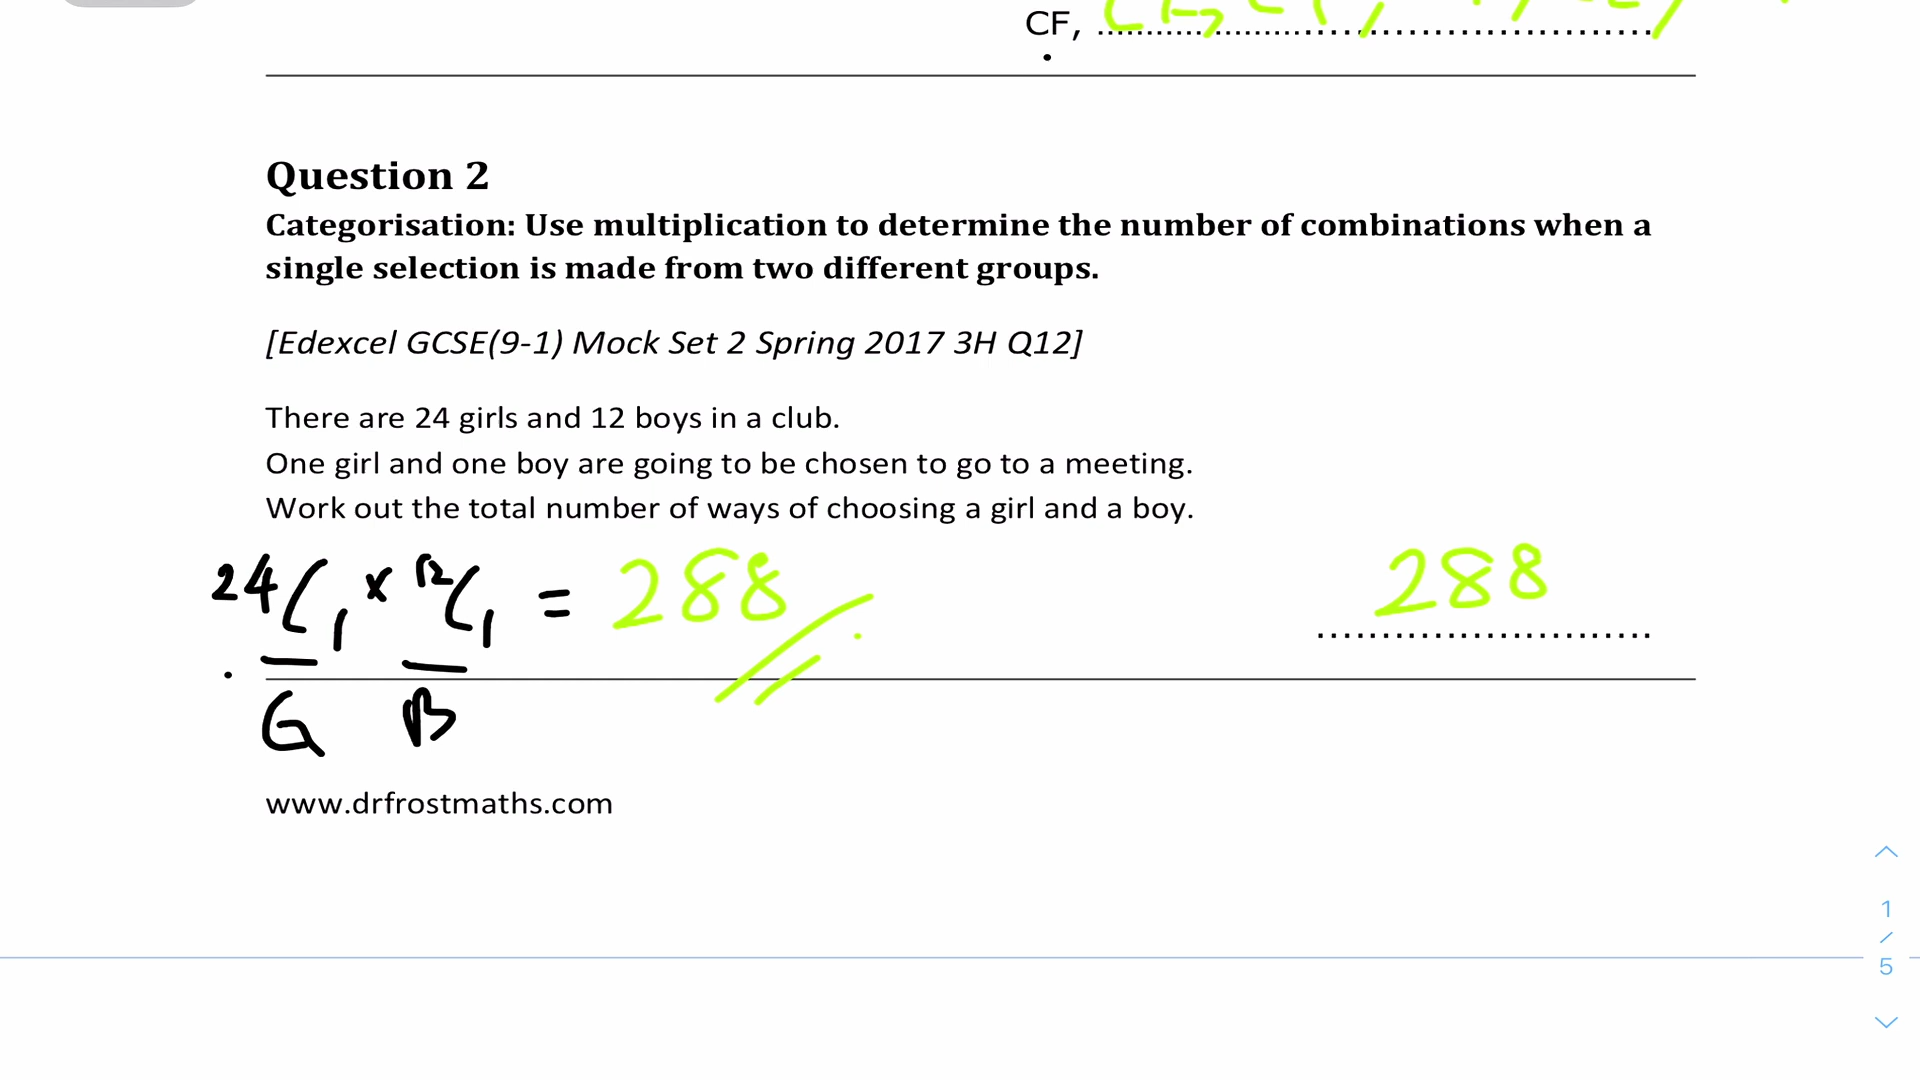 CF, 
Question 2
Categorisation: Use multiplication to determine the number of combinations when a
single selection is made from two different groups.
[Edexcel GCSE(9-1) Mock Set 2 Spring 2017 3H Q12]
There are 24 girls and 12 boys in a club.
One girl and one boy are going to be chosen to go to a meeting.
Work out the total number of ways of choosing a girl and a boy.
24C1 x 12C1 = 288
288
G B
www.drfrostmaths.com
1
/
5